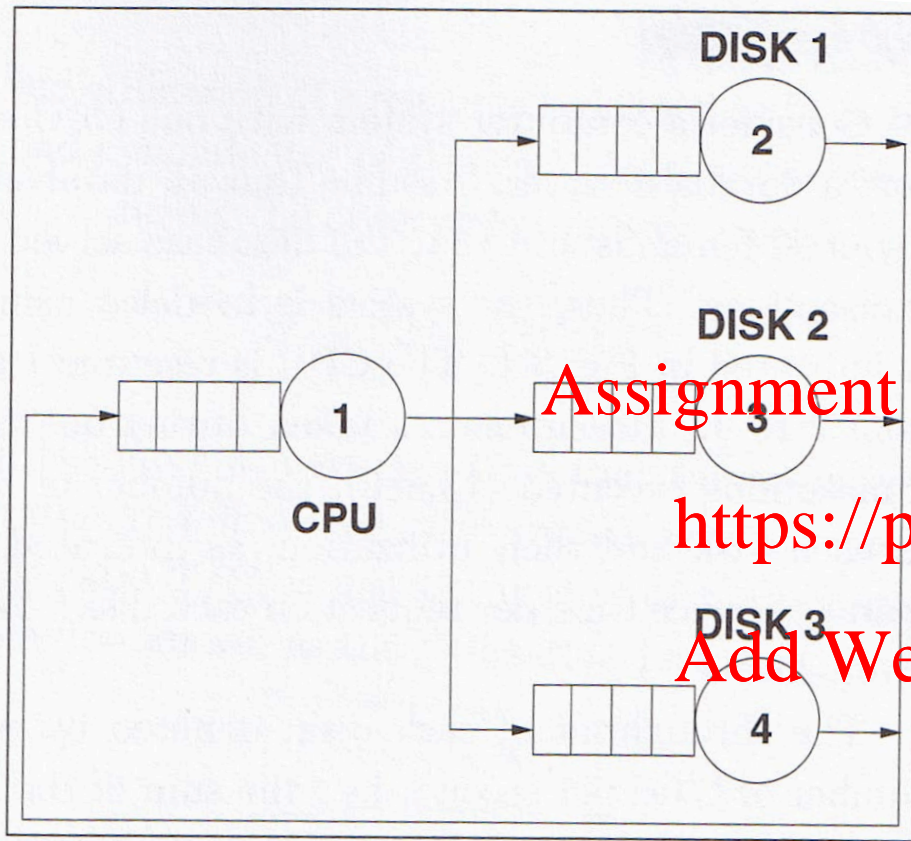 DISK 1
2
DISK 2
Assignment
1
3
CPU
https://p
DISK 3
Add We
4